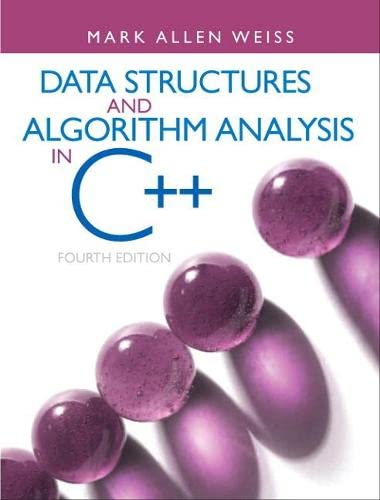 MARK ALLEN WEISS
DATA STRUCTURES
AND
ALGORITHM ANALYSIS
IN
C++
FOURTH EDITION